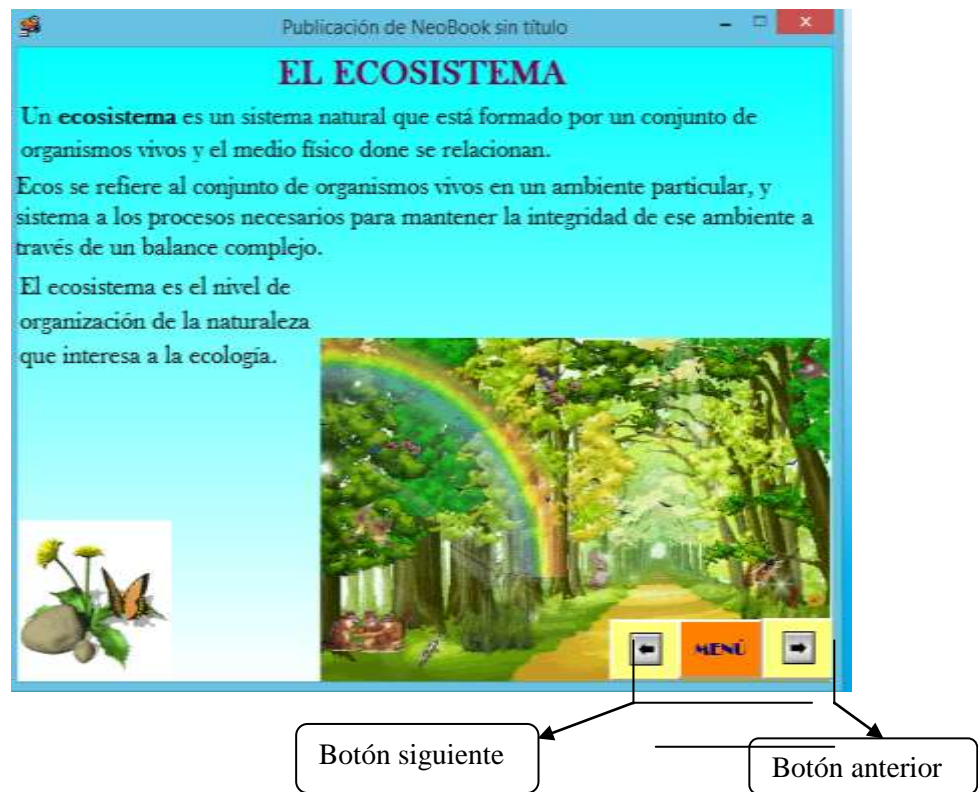 Publicación de NeoBook sin título
EL ECOSISTEMA
Un ecosistema es un sistema natural que está formado por un conjunto de
organismos vivos y el medio físico done se relacionan.
Ecos se refiere al conjunto de organismos vivos en un ambiente particular, y
sistema a los procesos necesarios para mantener la integridad de ese ambiente a
través de un balance complejo.
El ecosistema es el nivel de
organización de la naturaleza
que interesa a la ecología.
MENÚ
Botón siguiente
Botón anterior